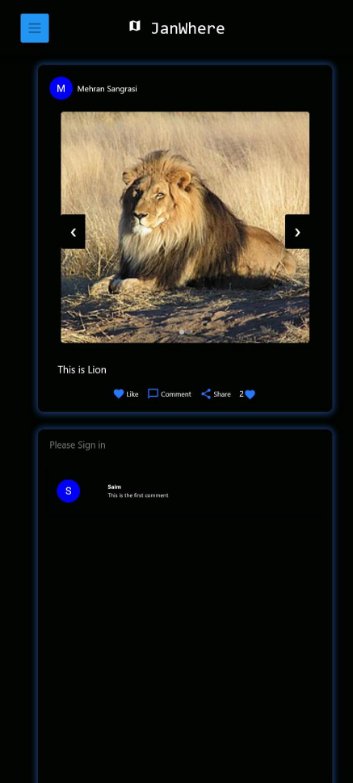 JanWhere
M Mehran Sangrasi
‹ ›
This is Lion
Like Comment Share 2
Please Sign in
S Saim
This is the first comment